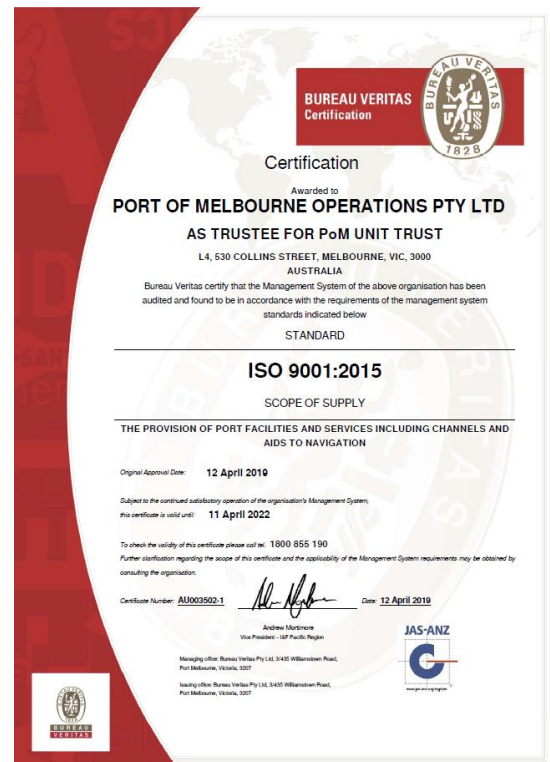 BUREAU VERITAS
Certification
BUREAU VERITAS
1828
Certification
Awarded to
PORT OF MELBOURNE OPERATIONS PTY LTD
AS TRUSTEE FOR PoM UNIT TRUST
L4, 530 COLLINS STREET, MELBOURNE, VIC, 3000
AUSTRALIA
Bureau Veritas certify that the Management System of the above organisation has been
audited and found to be in accordance with the requirements of the management system
standards indicated below
STANDARD
ISO 9001:2015
SCOPE OF SUPPLY
THE PROVISION OF PORT FACILITIES AND SERVICES INCLUDING CHANNELS AND
AIDS TO NAVIGATION
Original Approval Date: 12 April 2019
Subject to the continued satisfactory operation of the organisation's Management System,
this certificate is valid until: 11 April 2022
To check the validity of this certificate please call tel. 1800 855 190
Further clarification regarding the scope of this certificate and the applicability of the Management System requirements may be obtained by
consulting the organisation.
Certificate Number: AU003502-1 Date: 12 April 2019
Andrew Mortimore
Vice President - I&F Pacific Region
Managing office: Bureau Veritas Pty Ltd, 3/435 Williamstown Road,
Port Melbourne, Victoria, 3207
Issuing office: Bureau Veritas Pty Ltd, 3/435 Williamstown Road,
Port Melbourne, Victoria, 3207
JAS-ANZ
C
www.jas-anz.org/register
BUREAU
VERITAS